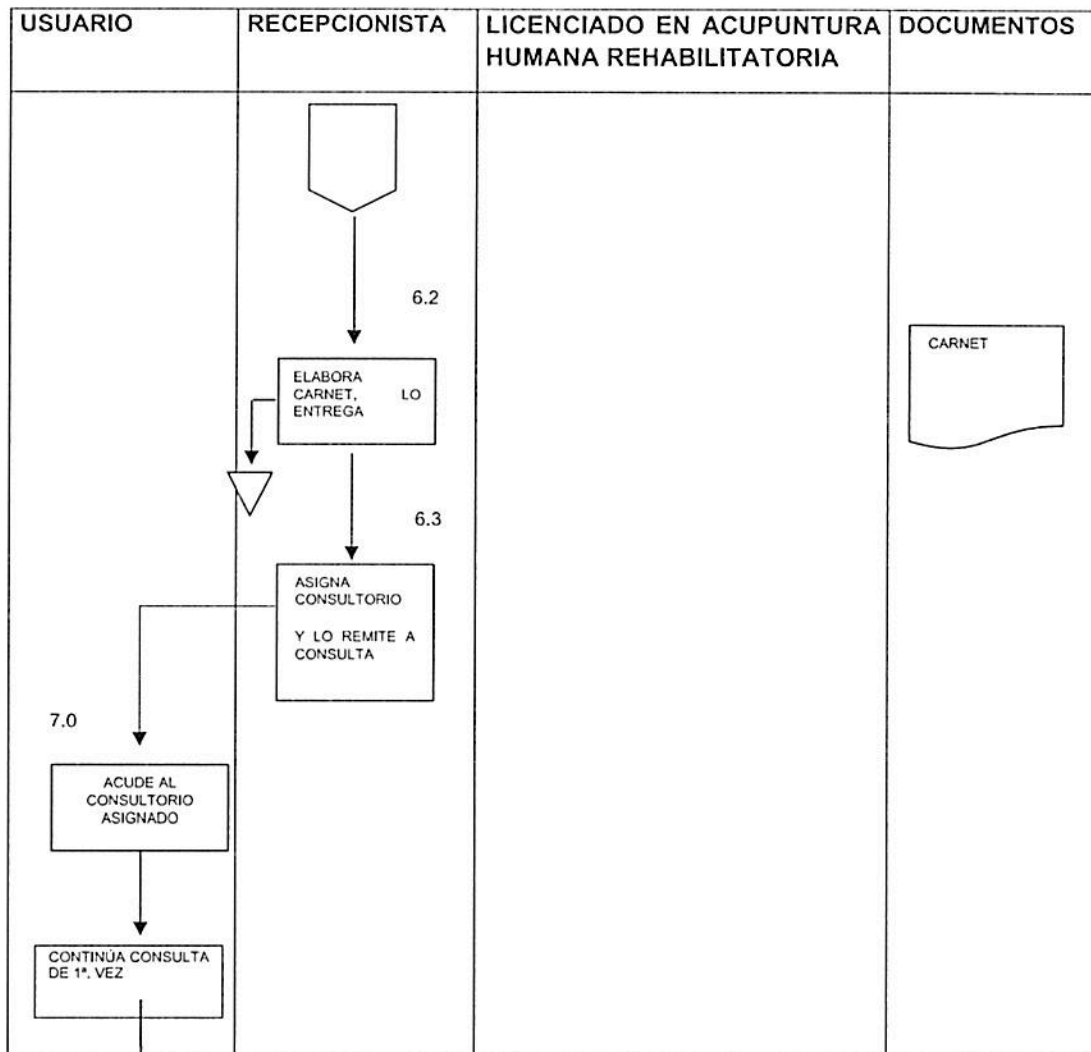 USUARIO
RECEPCIONISTA
LICENCIADO EN ACUPUNTURA
HUMANA REHABILITATORIA
DOCUMENTOS
6.2
CARNET
ELABORA
CARNET, LO
ENTREGA
6.3
ASIGNA
CONSULTORIO
Y LO REMITE A
CONSULTA
7.0
ACUDE AL
CONSULTORIO
ASIGNADO
CONTINÚA CONSULTA
DE 1ª. VEZ